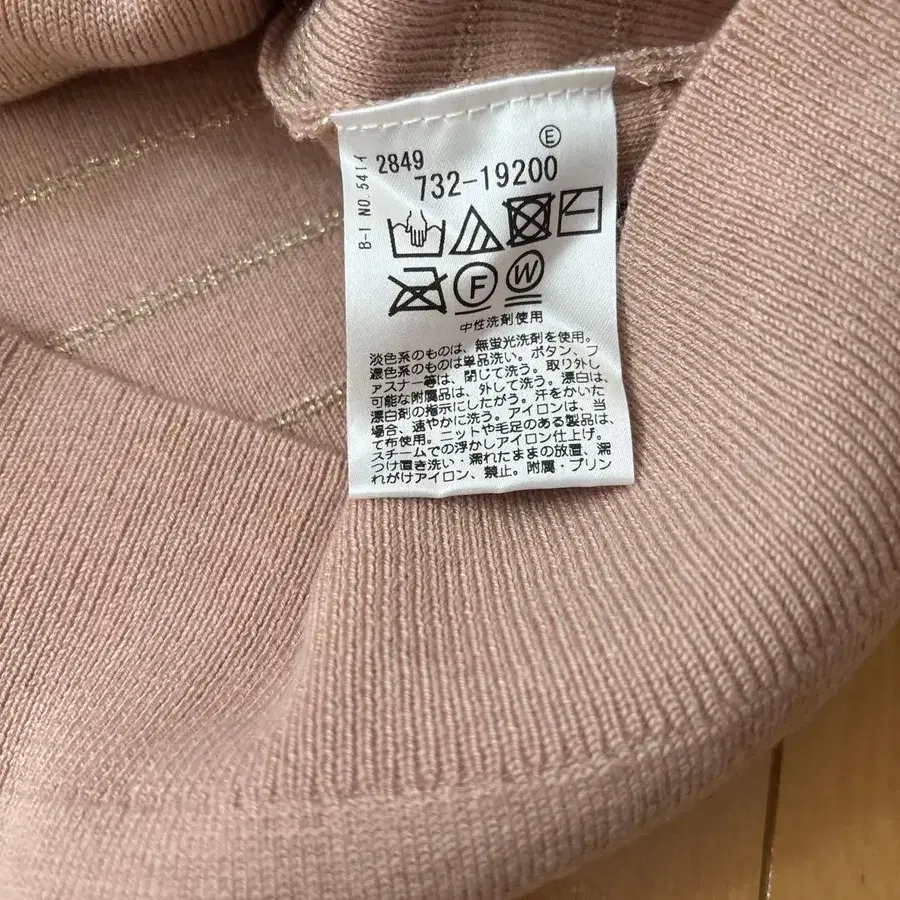 Ⓔ
2849
732-19200
B-I NO.541イ
F
W
中性洗剤使用
淡色系のものは、無蛍光洗剤を使用。
濃色系のものは単品洗い。ボタン、フ
ァスナー等は、閉じて洗う。取り外し
可能な附属品は、外して洗う。漂白は、
漂白剤の指示にしたがう。汗をかいた
場合、速やかに洗う。アイロンは、当
て布使用。ニットや毛足のある製品は、
スチームでの浮かしアイロン仕上げ。
つけ置き洗い・濡れたままの放置、濡
れがけアイロン、禁止。附属・プリン